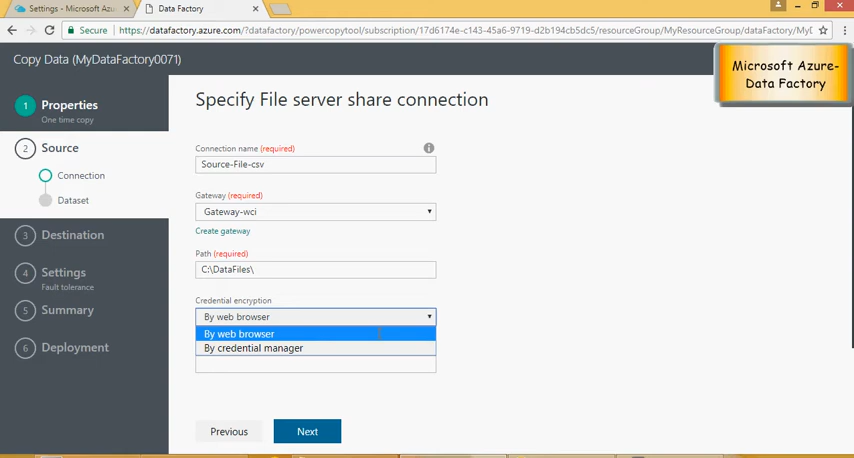 Settings - Microsoft Azu
Data Factory
Secure
https://datafactory.azure.com/?datafactory/powercopytool/subscription/17d6174e-c143-45a6-9719-d2b194cb5dc5/resourceGroup/MyResourceGroup/dataFactory/MyD
Copy Data (MyDataFactory0071)
Microsoft Azure-
Data Factory
1 Properties
One time copy
2 Source
Connection
Dataset
3 Destination
4 Settings
Fault tolerance
5 Summary
6 Deployment
Specify File server share connection
Connection name (required)
Source-File-csv
Gateway (required)
Gateway-wci
Create gateway
Path (required)
C:\DataFiles\
Credential encryption
By web browser
By web browser
By credential manager
Previous
Next